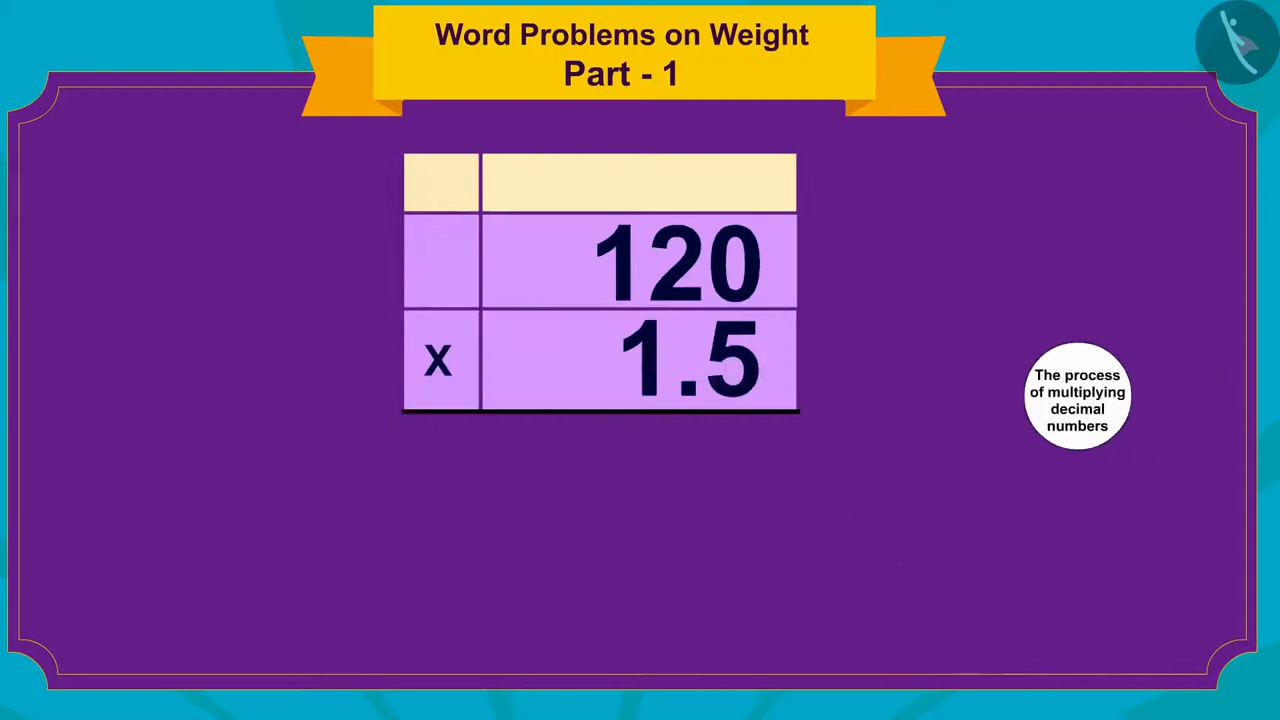 Word Problems on Weight
Part - 1
120
x 1.5
The process
of multiplying
decimal
numbers